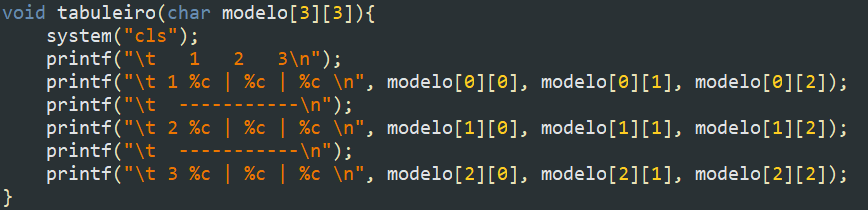 void tabuleiro(char modelo[3][3]){
    system("cls");
    printf("\t   1   2   3\n");
    printf("\t 1 %c | %c | %c \n", modelo[0][0], modelo[0][1], modelo[0][2]);
    printf("\t  -----------\n");
    printf("\t 2 %c | %c | %c \n", modelo[1][0], modelo[1][1], modelo[1][2]);
    printf("\t  -----------\n");
    printf("\t 3 %c | %c | %c \n", modelo[2][0], modelo[2][1], modelo[2][2]);
}